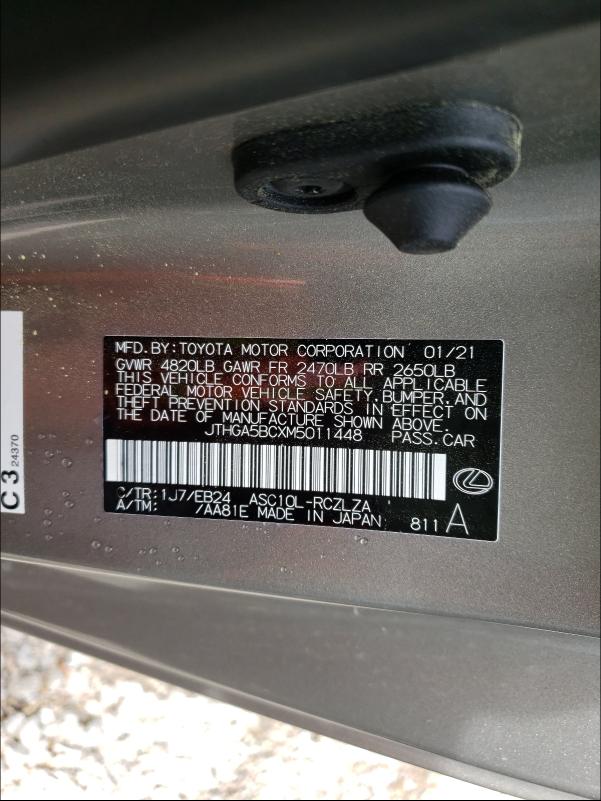 MFD.BY:TOYOTA MOTOR CORPORATION 01/21
GVWR 4820LB GAWR FR 2470LB RR 2650LB
THIS VEHICLE CONFORMS TO ALL APPLICABLE
FEDERAL MOTOR VEHICLE SAFETY,BUMPER,AND
THEFT PREVENTION STANDARDS IN EFFECT ON
THE DATE OF MANUFACTURE SHOWN ABOVE.
JTHGA5BCXM5011448 PASS.CAR
C/TR:1J7/EB24 ASC10L-RCZLZA
A/TM: /AA81E MADE IN JAPAN 811 A
C3 24370